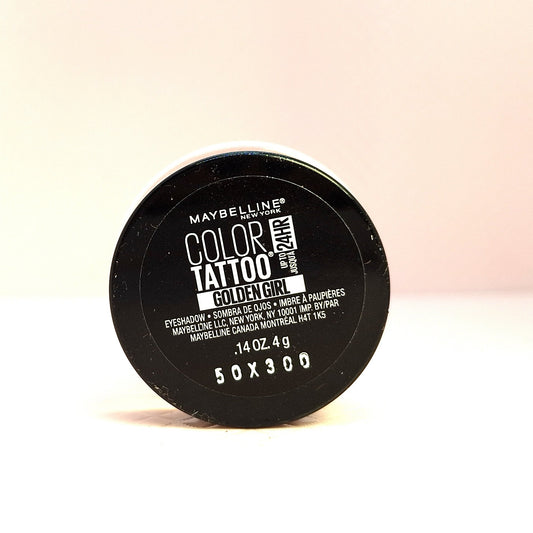 MAYBELLINE®
NEW YORK
COLOR
TATTOO®
UP TO
JUSQU'À
24HR
GOLDEN GIRL
EYESHADOW • SOMBRA DE OJOS • IMBRE À PAUPIÈRES
MAYBELLINE LLC, NEW YORK, NY 10001 IMP. BY/PAR
MAYBELLINE CANADA MONTRÉAL H4T 1K5
.14 OZ. 4 g
50X300